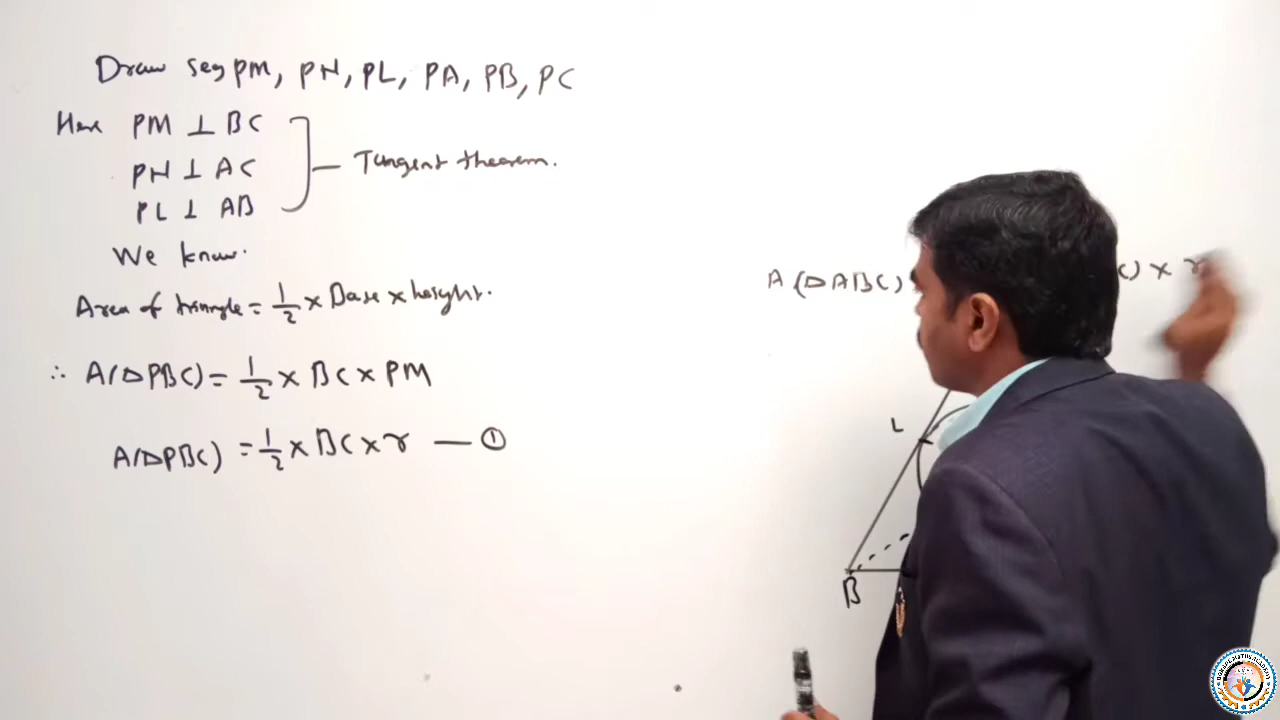 Draw seg PM, PN, PL, PA, PB, PC
Here PM ⊥ BC
PN ⊥ AC
PL ⊥ AB
Tangent theorem.
We know.
Area of triangle = 1/2 × Base × height.
∴ A(△PBC) = 1/2 × BC × PM
A(△PBC) = 1/2 × BC × r — ①
A(△ABC)
C) × r
L
B